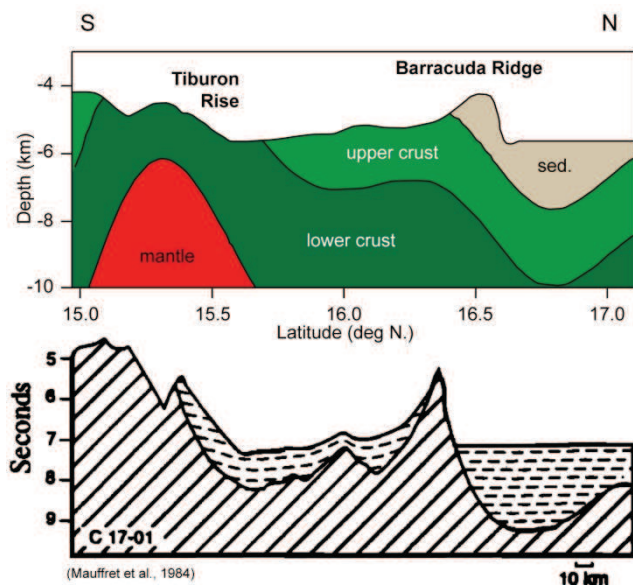 S
N
Tiburon
Rise
Barracuda Ridge
-4
-6
-8
-10
Depth (km)
upper crust
sed.
mantle
lower crust
15.0 15.5 16.0 16.5 17.0
Latitude (deg N.)
5
6
7
8
9
Seconds
C 17-01
(Mauffret et al., 1984)
10 km